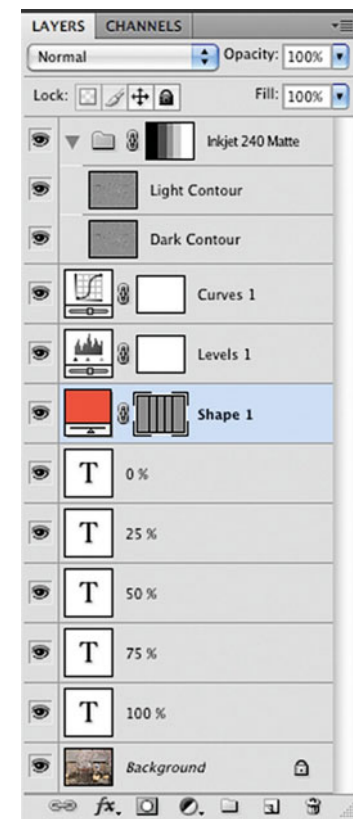 LAYERS CHANNELS
Normal Opacity: 100%
Lock: Fill: 100%
Inkjet 240 Matte
Light Contour
Dark Contour
Curves 1
Levels 1
Shape 1
T 0 %
T 25 %
T 50 %
T 75 %
T 100 %
Background
fx.